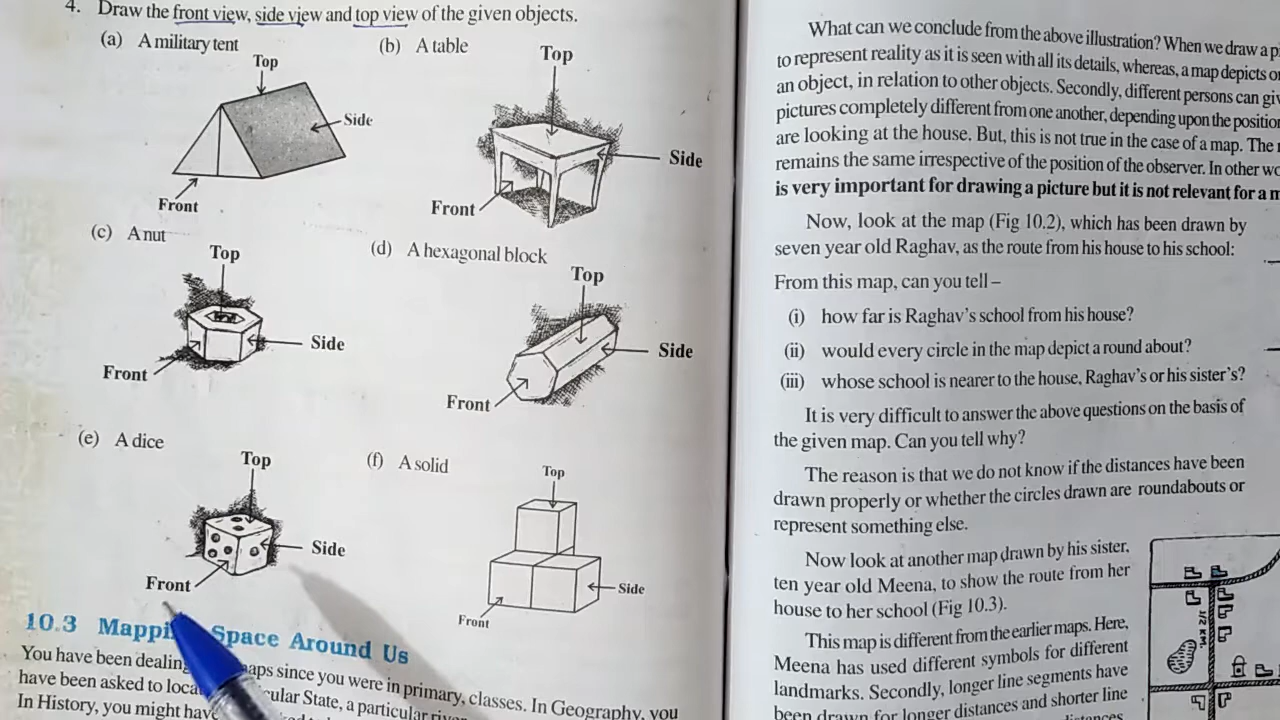 4. Draw the front view, side view and top view of the given objects.
(a) A military tent
(b) A table
Top
Side
Front
Top
Side
Front
(c) A nut
(d) A hexagonal block
Top
Side
Front
Top
Side
Front
(e) A dice
(f) A solid
Top
Side
Front
Top
Side
Front
10.3 Space Around Us
You have been since you were in primary, classes. In Geography, you
have been asked to State, a particular
In History, you might have
What can we conclude from the above illustration? When we draw a
to represent reality as it is seen with all its details, whereas, a map depicts
an object, in relation to other objects. Secondly, different persons can
pictures completely different from one another, depending upon the
are looking at the house. But, this is not true in the case of a map. The
remains the same irrespective of the position of the observer. In other
is very important for drawing a picture but it is not relevant for a
Now, look at the map (Fig 10.2), which has been drawn by
seven year old Raghav, as the route from his house to his school:
From this map, can you tell –
(i) how far is Raghav's school from his house?
(ii) would every circle in the map depict a round about?
(iii) whose school is nearer to the house, Raghav's or his sister's?
It is very difficult to answer the above questions on the basis of
the given map. Can you tell why?
The reason is that we do not know if the distances have been
drawn properly or whether the circles drawn are roundabouts or
represent something else.
Now look at another map drawn by his sister,
ten year old Meena, to show the route from her
house to her school (Fig 10.3).
This map is different from the earlier maps. Here,
Meena has used different symbols for different
landmarks. Secondly, longer line segments have
been drawn for longer distances and shorter line
1/2 KM.